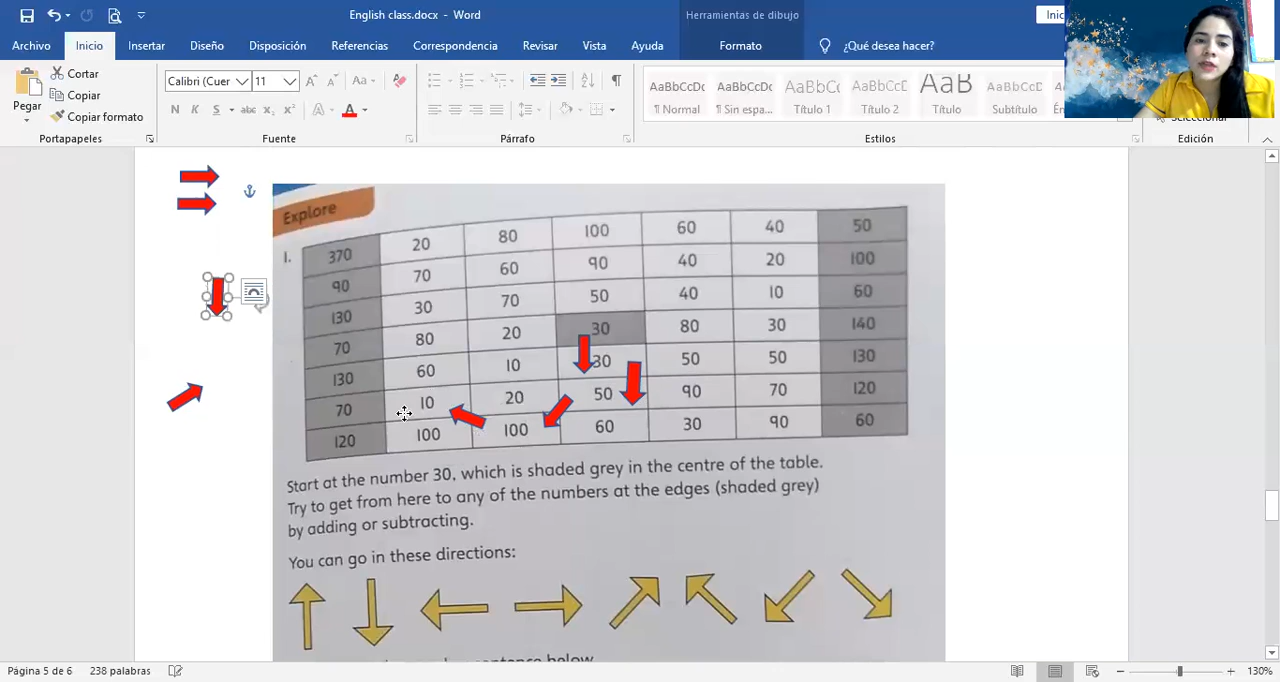 English class.docx - Word
Herramientas de dibujo
Inic
Archivo Inicio Insertar Diseño Disposición Referencias Correspondencia Revisar Vista Ayuda Formato ¿Qué desea hacer?
Pegar
Cortar
Copiar
Copiar formato
Calibri (Cuer 11
N K S abc
AaBbCcDc AaBbCcDc AaBbCcD AaBbCcD AaB AaBbCcD
¶ Normal ¶ Sin espa... Título 1 Título 2 Título Subtítulo
Seleccionar
Portapapeles Fuente Párrafo Estilos Edición
Explore
1.
370 20 80 100 60 40 50
90 70 60 90 40 20 100
130 30 70 50 40 10 60
70 80 20 30 80 30 140
130 60 10 30 50 50 130
70 10 20 50 90 70 120
120 100 100 60 30 90 60
Start at the number 30, which is shaded grey in the centre of the table.
Try to get from here to any of the numbers at the edges (shaded grey)
by adding or subtracting.
You can go in these directions:
sentence below
Página 5 de 6 238 palabras 130%